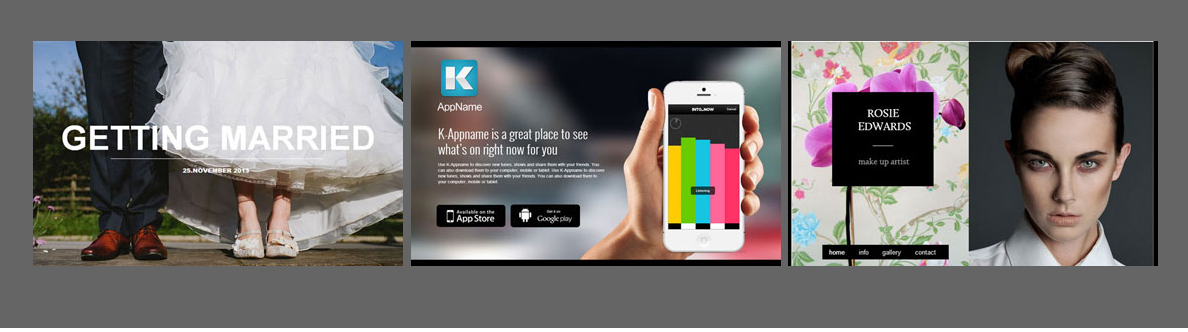 GETTING MARRIED
25.NOVEMBER 2013
K
AppName
K-Appname is a great place to see
what's on right now for you
Use K-Appname to discover new tunes, shows and share them with your friends. You
can also download them to your computer, mobile or tablet. Use K-Appname to discover
new tunes, shows and share them with your friends. You can also download them to
your computer, mobile or tablet.
Available on the
App Store
Get it on
Google play
INTO_NOW
Cancel
Listening
ROSIE
EDWARDS
make up artist
home info gallery contact